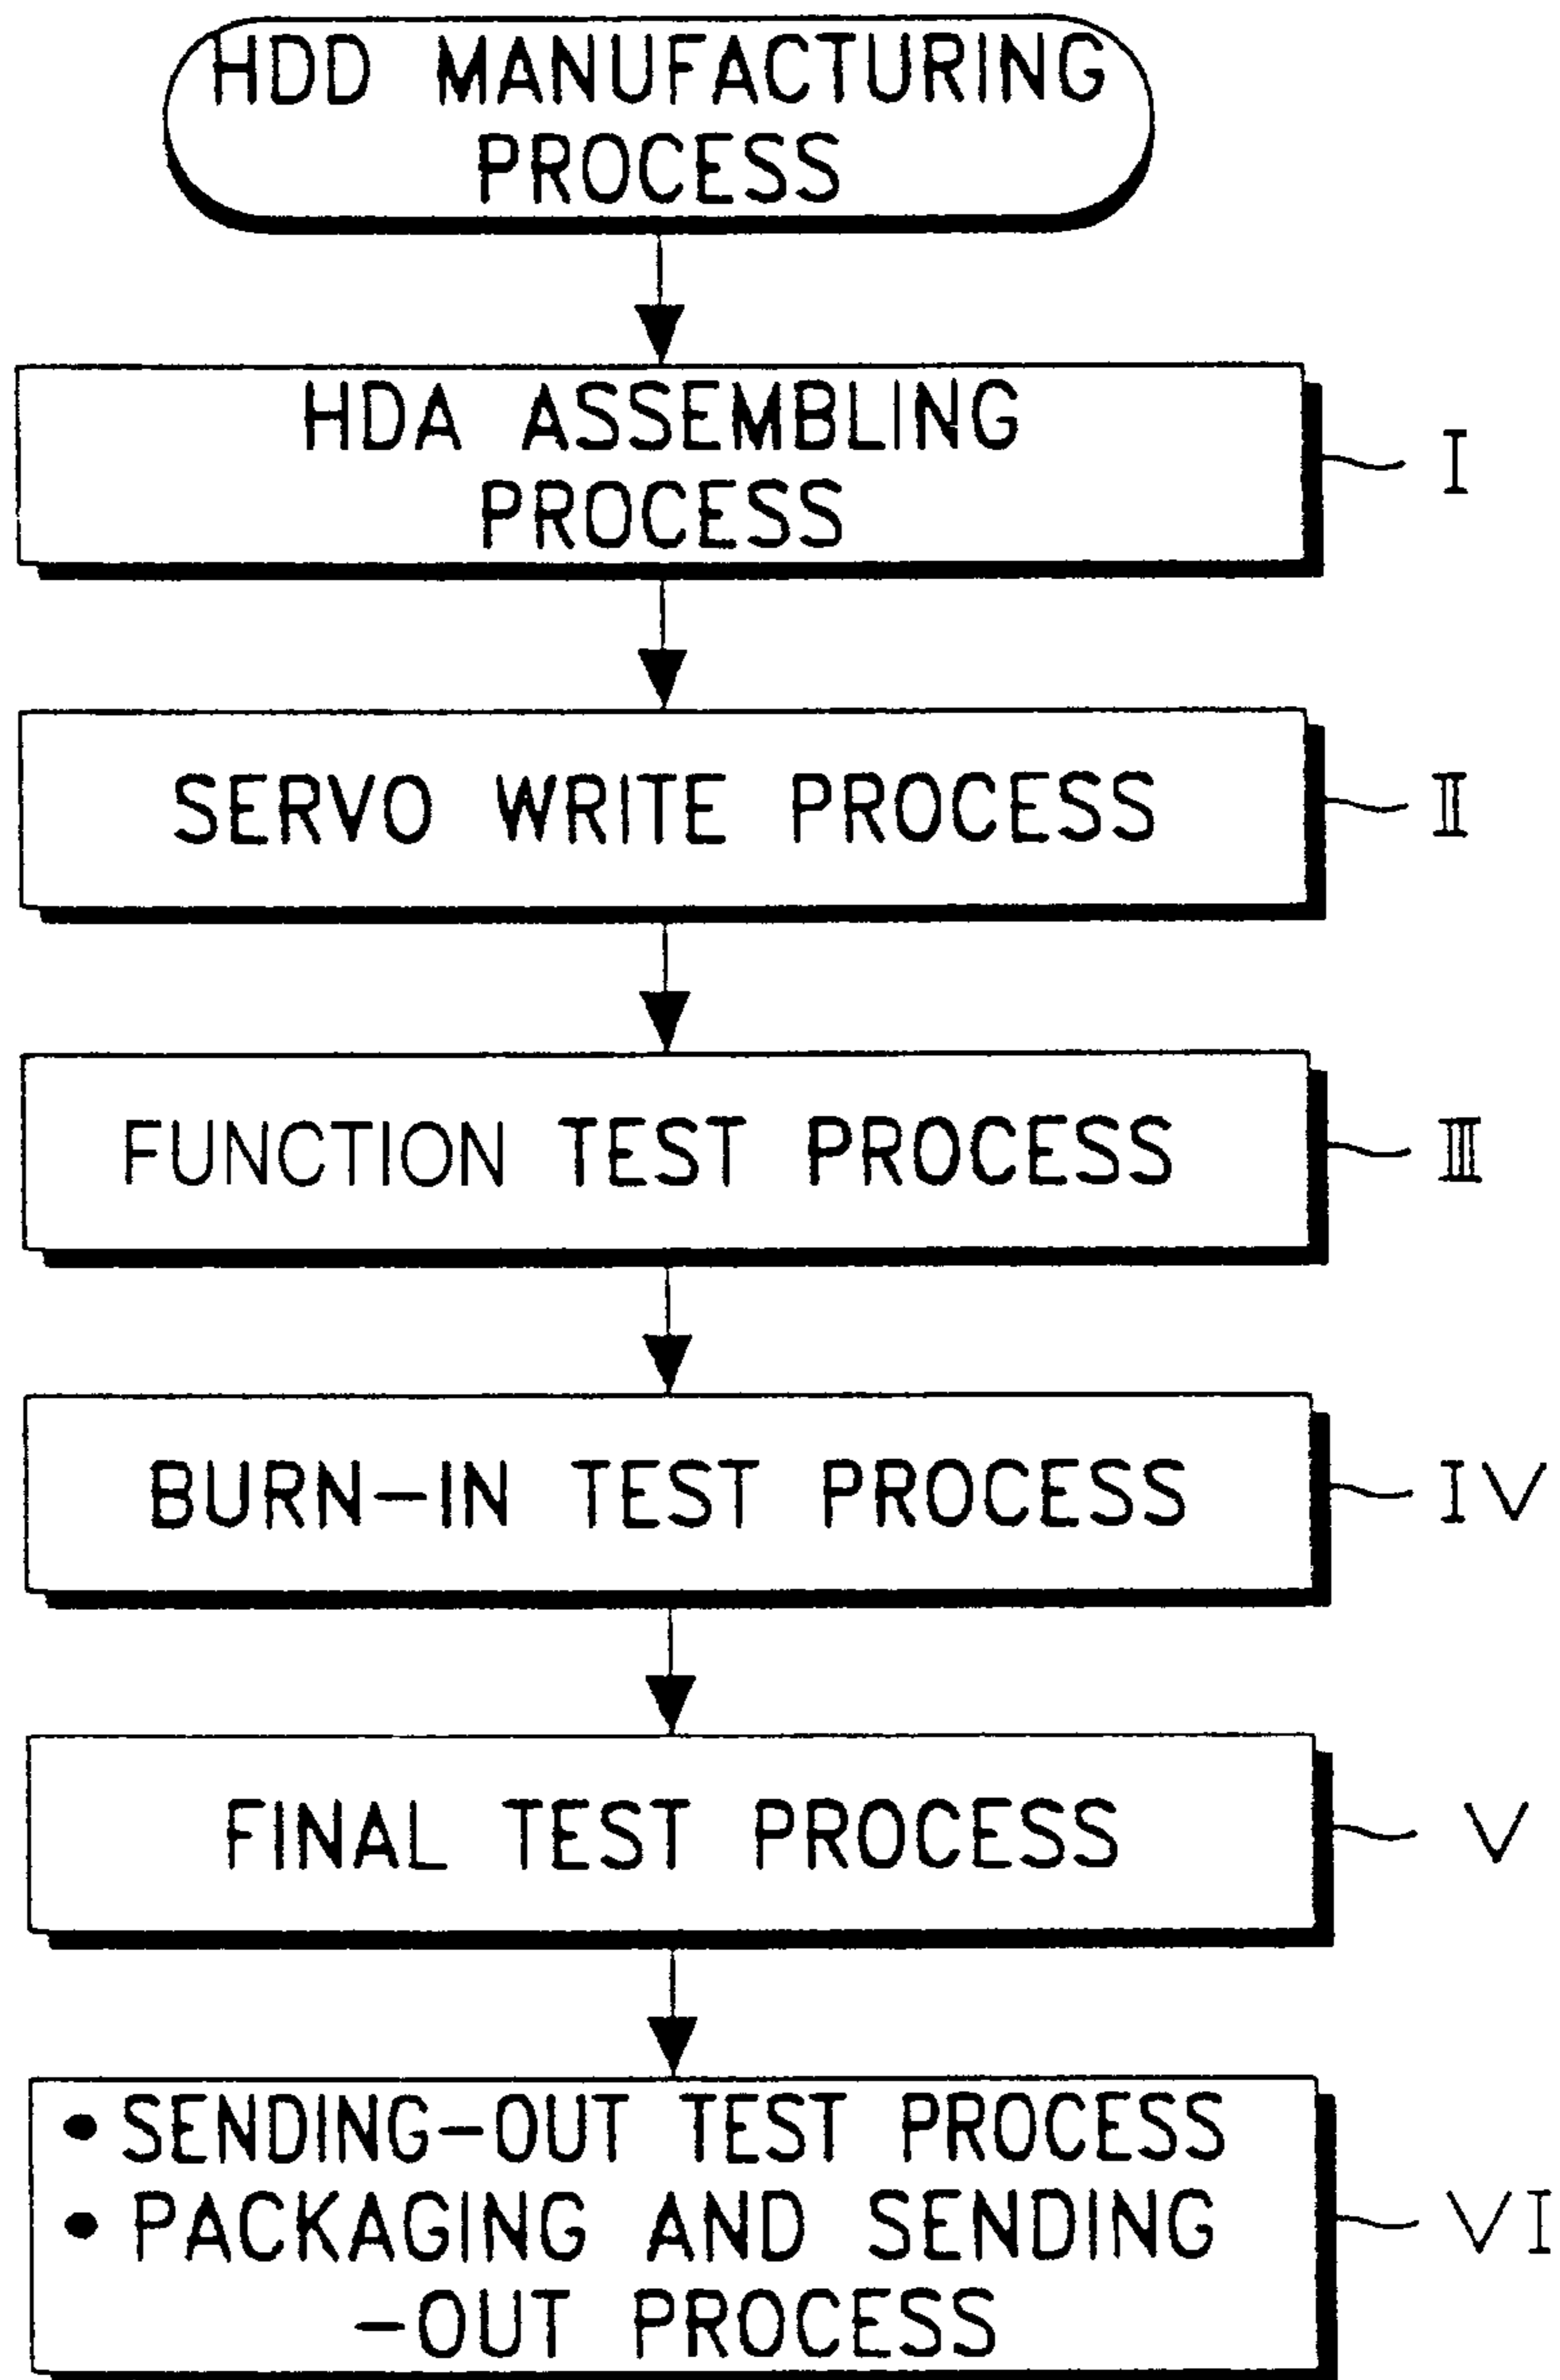 HDD MANUFACTURING
PROCESS
HDA ASSEMBLING
PROCESS
I
SERVO WRITE PROCESS
II
FUNCTION TEST PROCESS
III
BURN-IN TEST PROCESS
IV
FINAL TEST PROCESS
V
• SENDING-OUT TEST PROCESS
• PACKAGING AND SENDING
-OUT PROCESS
VI